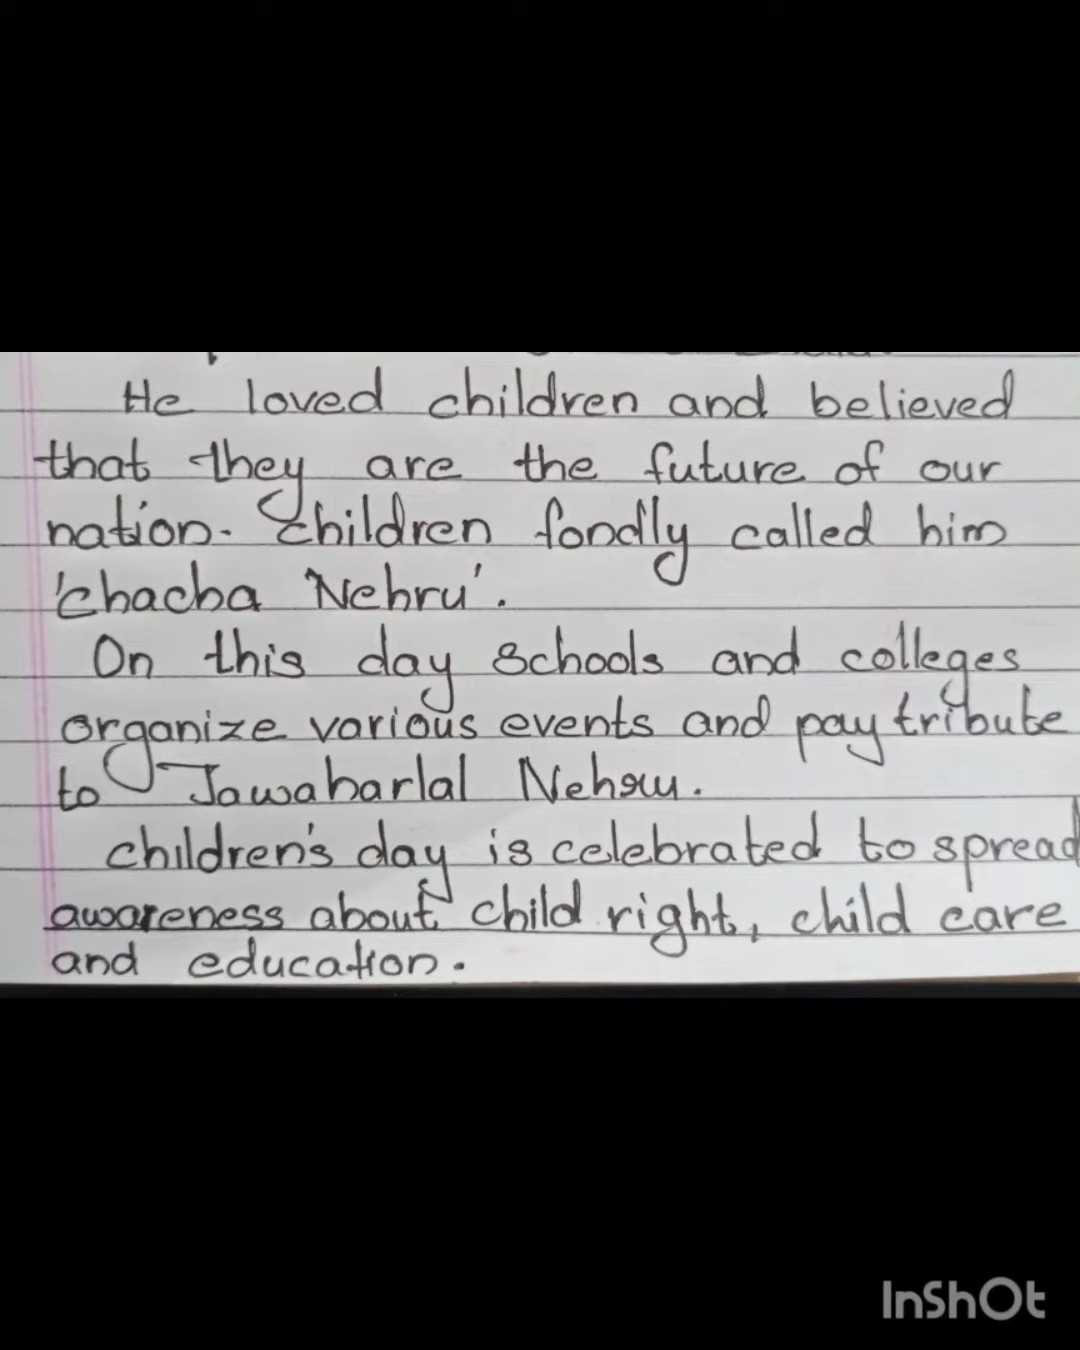 He loved children and believed
that they are the future of our
nation. Children fondly called him
'chacha Nehru'.
On this day schools and colleges
organize various events and pay tribute
to Jawaharlal Nehru.
children's day is celebrated to spread
awareness about child right, child care
and education.
InShOt